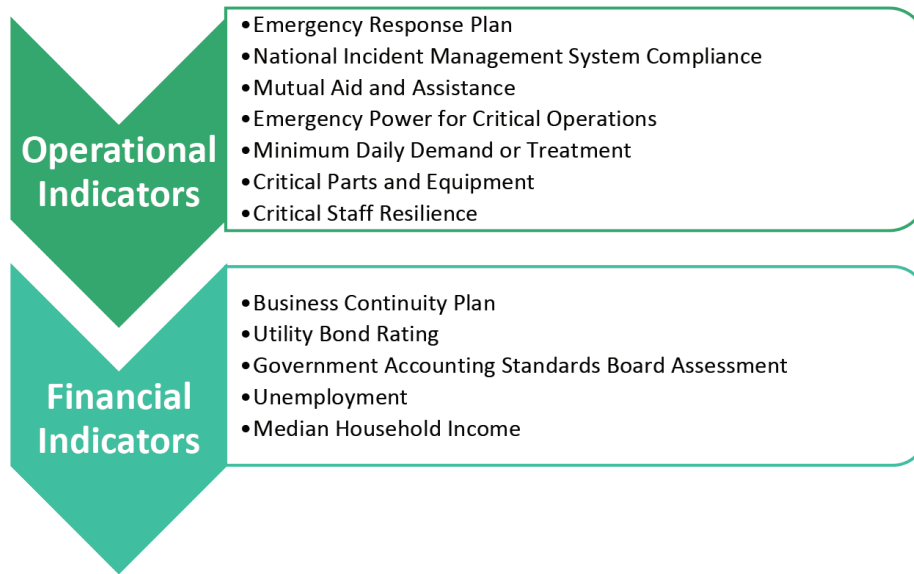 Operational
Indicators
•Emergency Response Plan
•National Incident Management System Compliance
•Mutual Aid and Assistance
•Emergency Power for Critical Operations
•Minimum Daily Demand or Treatment
•Critical Parts and Equipment
•Critical Staff Resilience
Financial
Indicators
•Business Continuity Plan
•Utility Bond Rating
•Government Accounting Standards Board Assessment
•Unemployment
•Median Household Income